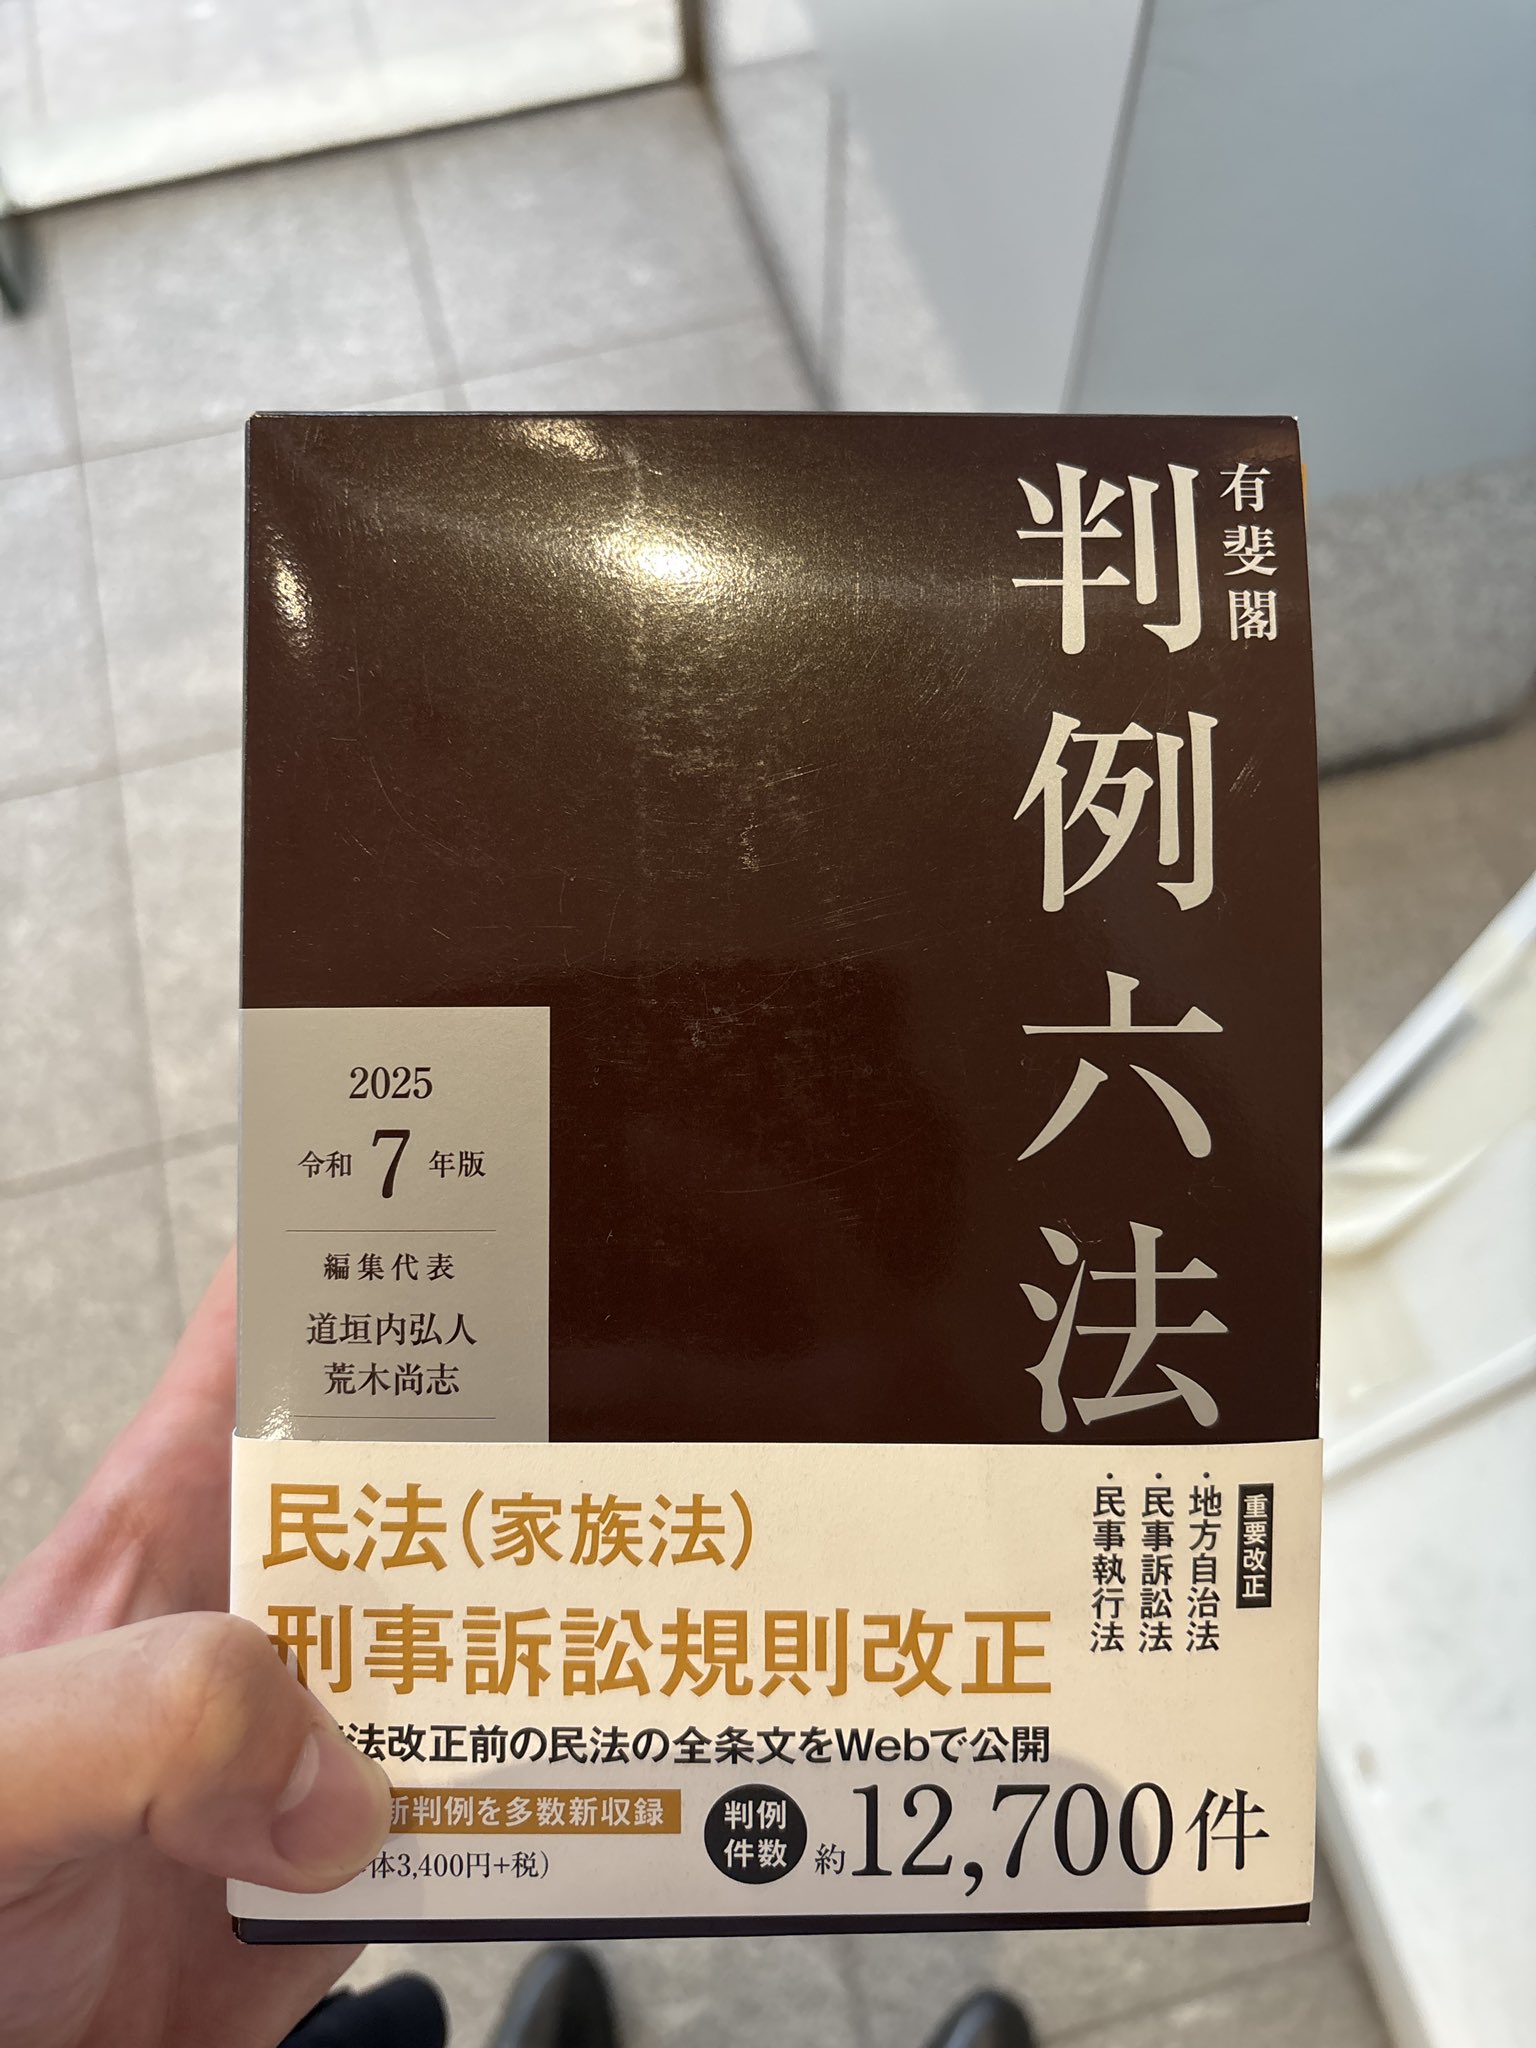 有斐閣
判例六法
2025
令和7年版
編集代表
道垣内弘人
荒木尚志
重要改正
・地方自治法
・民事訴訟法
・民事執行法
民法（家族法）
刑事訴訟規則改正
法改正前の民法の全条文をWebで公開
新判例を多数新収録
体3,400円+税）
判例件数
約12,700件